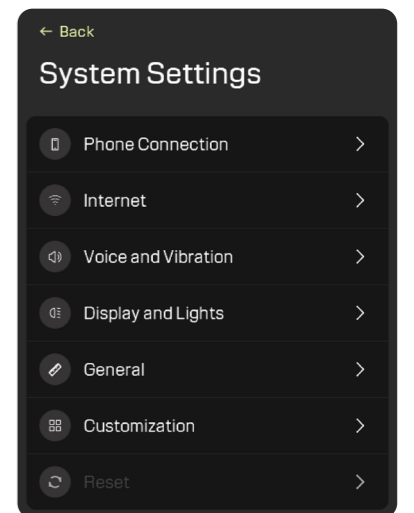 ← Back
System Settings
Phone Connection
Internet
Voice and Vibration
Display and Lights
General
Customization
Reset